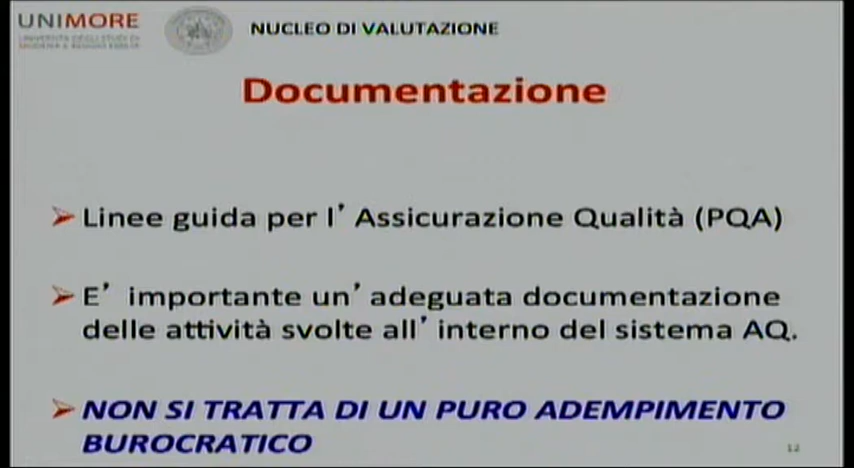 UNIMORE
UNIVERSITÀ DEGLI STUDI DI
MODENA E REGGIO EMILIA
NUCLEO DI VALUTAZIONE
Documentazione
➢ Linee guida per l’ Assicurazione Qualità (PQA)
➢ E’ importante un’ adeguata documentazione
delle attività svolte all’ interno del sistema AQ.
➢ NON SI TRATTA DI UN PURO ADEMPIMENTO
BUROCRATICO
12